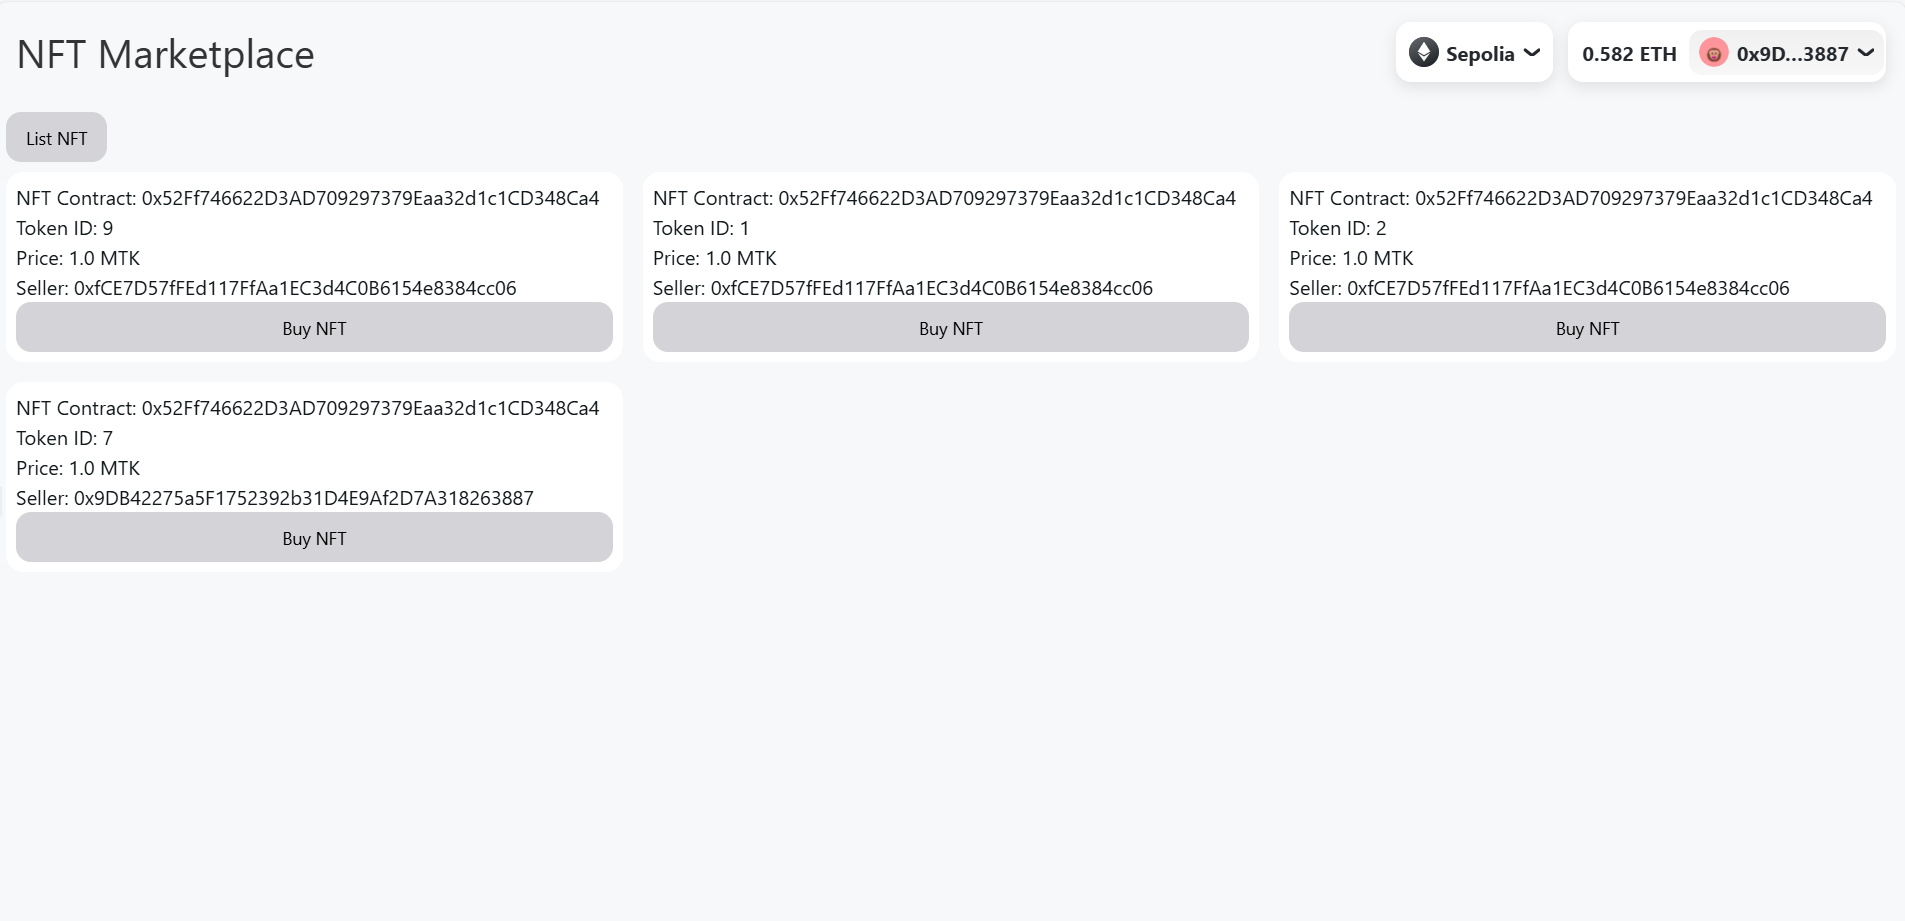 NFT Marketplace
Sepolia
0.582 ETH
0x9D...3887
List NFT
NFT Contract: 0x52Ff746622D3AD709297379Eaa32d1c1CD348Ca4
Token ID: 9
Price: 1.0 MTK
Seller: 0xfCE7D57fFEd117FfAa1EC3d4C0B6154e8384cc06
Buy NFT
NFT Contract: 0x52Ff746622D3AD709297379Eaa32d1c1CD348Ca4
Token ID: 1
Price: 1.0 MTK
Seller: 0xfCE7D57fFEd117FfAa1EC3d4C0B6154e8384cc06
Buy NFT
NFT Contract: 0x52Ff746622D3AD709297379Eaa32d1c1CD348Ca4
Token ID: 2
Price: 1.0 MTK
Seller: 0xfCE7D57fFEd117FfAa1EC3d4C0B6154e8384cc06
Buy NFT
NFT Contract: 0x52Ff746622D3AD709297379Eaa32d1c1CD348Ca4
Token ID: 7
Price: 1.0 MTK
Seller: 0x9DB42275a5F1752392b31D4E9Af2D7A318263887
Buy NFT